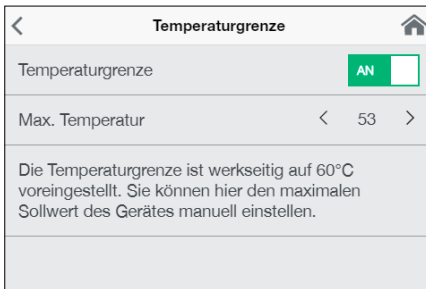 Temperaturgrenze
Temperaturgrenze AN
Max. Temperatur < 53 >
Die Temperaturgrenze ist werkseitig auf 60°C
voreingestellt. Sie können hier den maximalen
Sollwert des Gerätes manuell einstellen.